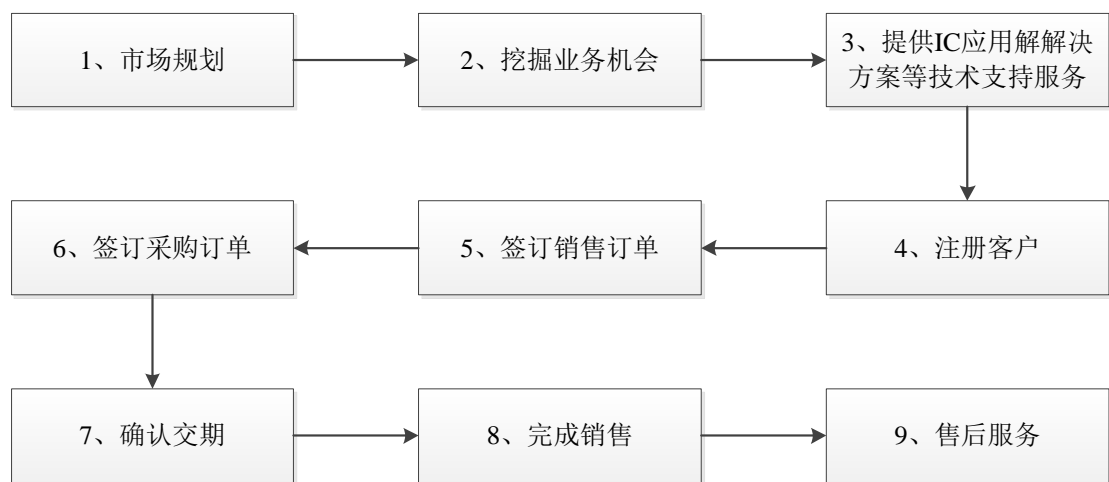 1、市场规划
2、挖掘业务机会
3、提供IC应用解解决
方案等技术支持服务
4、注册客户
5、签订销售订单
6、签订采购订单
7、确认交期
8、完成销售
9、售后服务